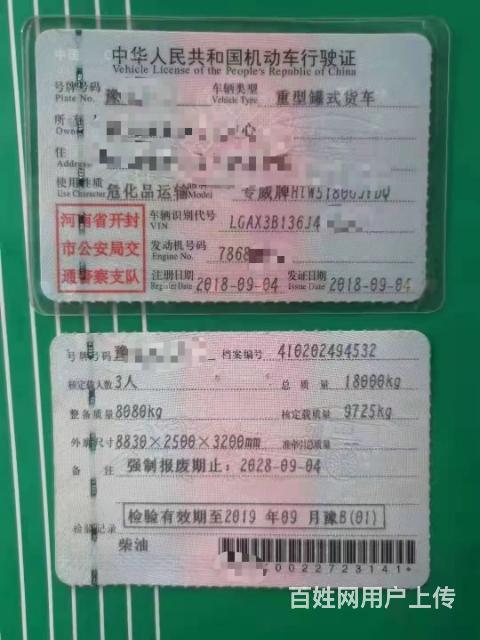 中华人民共和国机动车行驶证
Vehicle License of the People's Republic of China
号牌号码 豫 车辆类型 重型罐式货车
Plate No. Vehicle Type
所 心
Owner
住
Address
使用性质 危化品运输 专威牌HTW5180GJYDQ
Use Character Model
河南省开封
市公安局交
通警察支队
车辆识别代号 LGAX3B136J4
VIN
发动机号码 7868
Engine No.
注册日期 2018-09-04 发证日期 2018-09-04
Register Date Issue Date
号牌号码 豫 档案编号 410202494532
核定载人数 3人 总质量 18000kg
整备质量 8080kg 核定载质量 9725kg
外廓尺寸 8830×2500×3200mm 准牵引总质量
备注 强制报废期止：2028-09-04
检验有效期至2019年09月豫B(01)
检验记录
柴油
0022723141*
百姓网用户上传